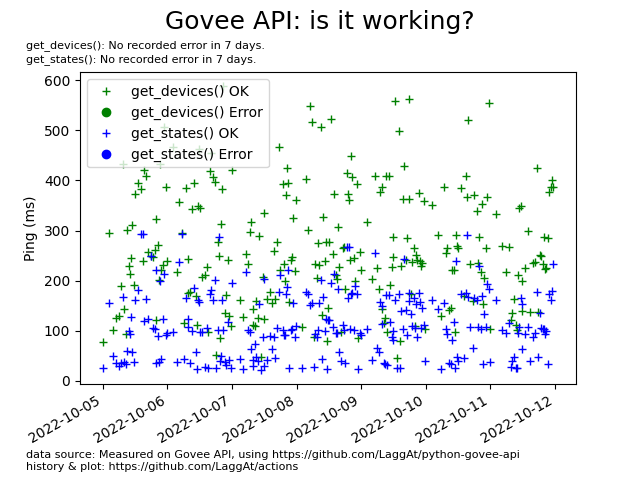 Govee API: is it working?
get_devices(): No recorded error in 7 days.
get_states(): No recorded error in 7 days.
get_devices() OK
get_devices() Error
get_states() OK
get_states() Error
Ping (ms)
600
500
400
300
200
100
0
2022-10-05
2022-10-06
2022-10-07
2022-10-08
2022-10-09
2022-10-10
2022-10-11
2022-10-12
data source: Measured on Govee API, using https://github.com/LaggAt/python-govee-api
history & plot: https://github.com/LaggAt/actions